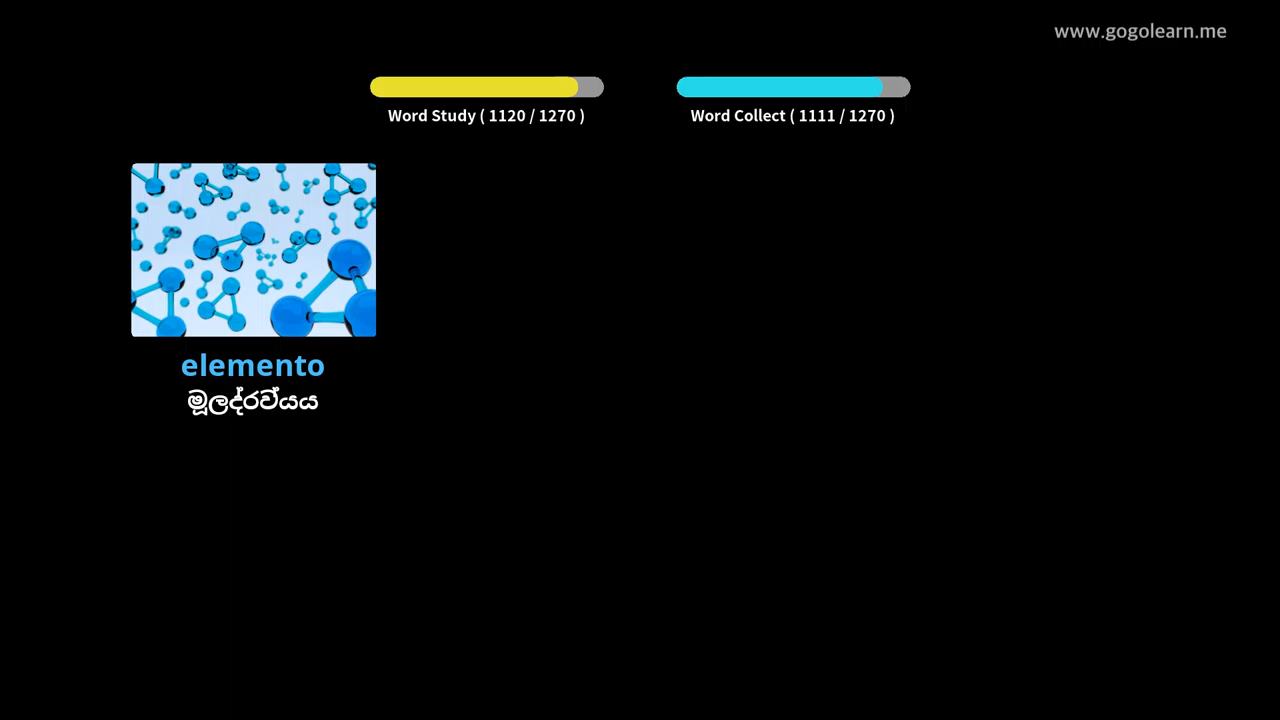 www.gogolearn.me
Word Study ( 1120 / 1270 )
Word Collect ( 1111 / 1270 )
elemento
මූලද්රව්යය